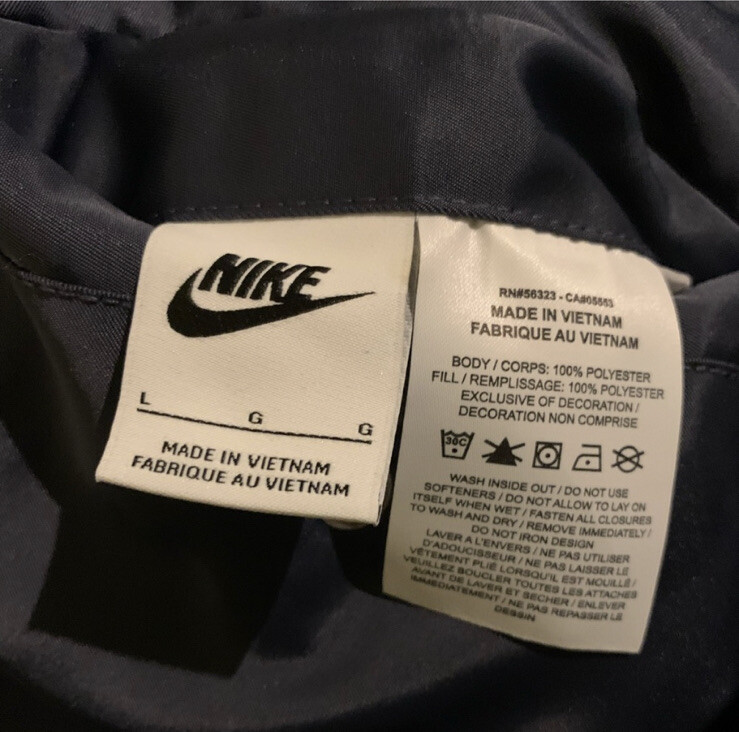 NIKE
L G G
MADE IN VIETNAM
FABRIQUE AU VIETNAM
RN#56323 - CA#05553
MADE IN VIETNAM
FABRIQUE AU VIETNAM
BODY / CORPS: 100% POLYESTER
FILL / REMPLISSAGE: 100% POLYESTER
EXCLUSIVE OF DECORATION /
DECORATION NON COMPRISE
30C
WASH INSIDE OUT / DO NOT USE
SOFTENERS / DO NOT ALLOW TO LAY ON
ITSELF WHEN WET / FASTEN ALL CLOSURES
TO WASH AND DRY / REMOVE IMMEDIATELY /
DO NOT IRON DESIGN
LAVER A L'ENVERS / NE PAS UTILISER
D'ADOUCISSEUR / NE PAS LAISSER LE
VÊTEMENT PLIÉ LORSQU'IL EST MOUILLÉ /
VEUILLEZ BOUCLER TOUTES LES ATTACHES
AVANT DE LAVER ET SÉCHER / ENLEVER
IMMÉDIATEMENT / NE PAS REPASSER LE
DESSIN